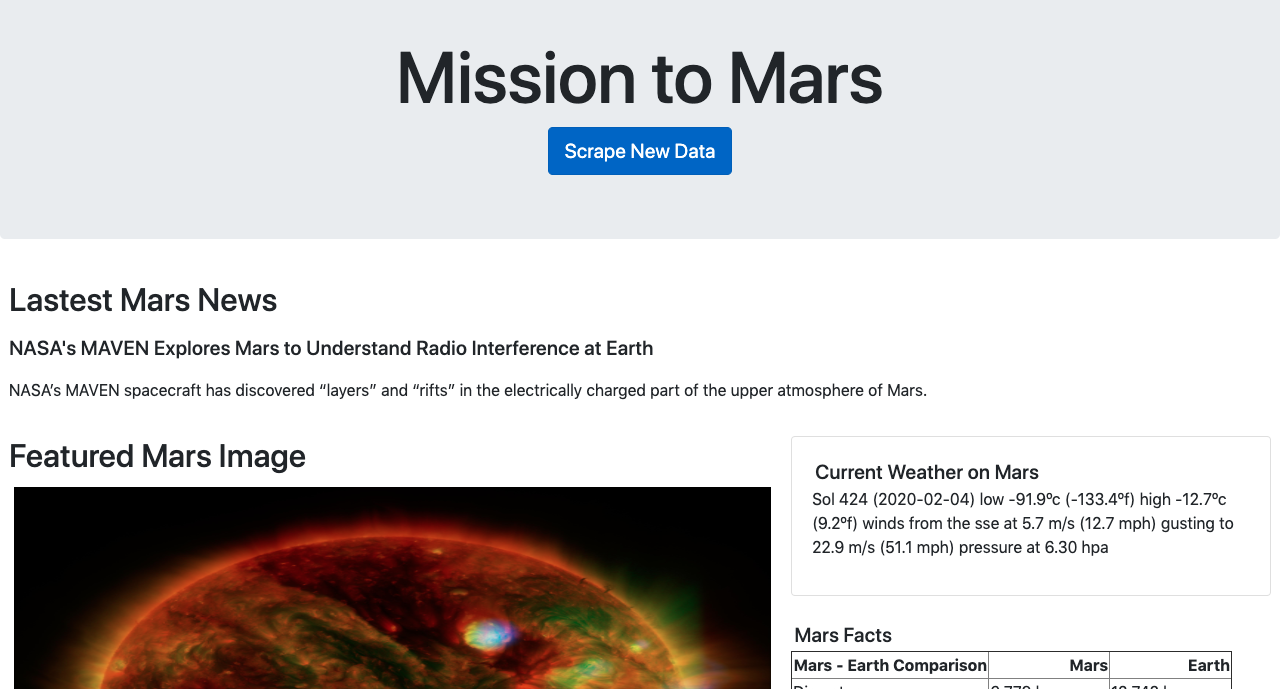 Mission to Mars
Scrape New Data
Lastest Mars News
NASA's MAVEN Explores Mars to Understand Radio Interference at Earth
NASA’s MAVEN spacecraft has discovered “layers” and “rifts” in the electrically charged part of the upper atmosphere of Mars.
Featured Mars Image
Current Weather on Mars
Sol 424 (2020-02-04) low -91.9ºc (-133.4ºf) high -12.7ºc
(9.2ºf) winds from the sse at 5.7 m/s (12.7 mph) gusting to
22.9 m/s (51.1 mph) pressure at 6.30 hpa
Mars Facts
Mars - Earth Comparison Mars Earth